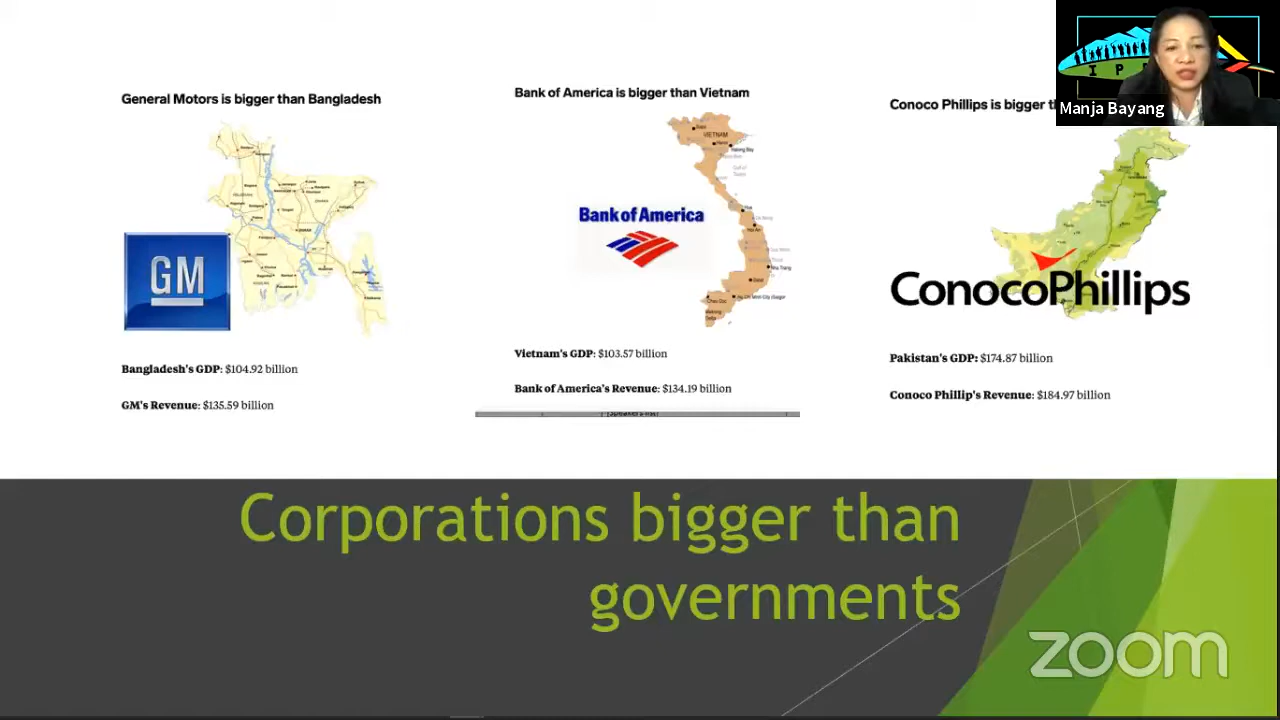 General Motors is bigger than Bangladesh
GM
Bangladesh's GDP: $104.92 billion
GM's Revenue: $135.59 billion
Bank of America is bigger than Vietnam
VIETNAM
Bank of America
Vietnam's GDP: $103.57 billion
Bank of America's Revenue: $134.19 billion
Conoco Phillips is bigger
ConocoPhillips
Pakistan's GDP: $174.87 billion
Conoco Phillip's Revenue: $184.97 billion
I P
Manja Bayang
Corporations bigger than
governments
zoom